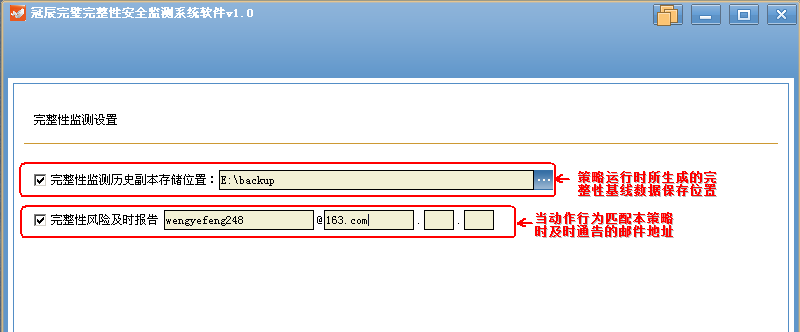 冠辰完璧完整性安全监测系统软件v1.0
完整性监测设置
完整性监测历史副本存储位置： E:\backup ...
策略运行时所生成的完
整性基线数据保存位置
完整性风险及时报告 wengyefeng248 @ 163.com . .
当动作行为匹配本策略
时及时通告的邮件地址